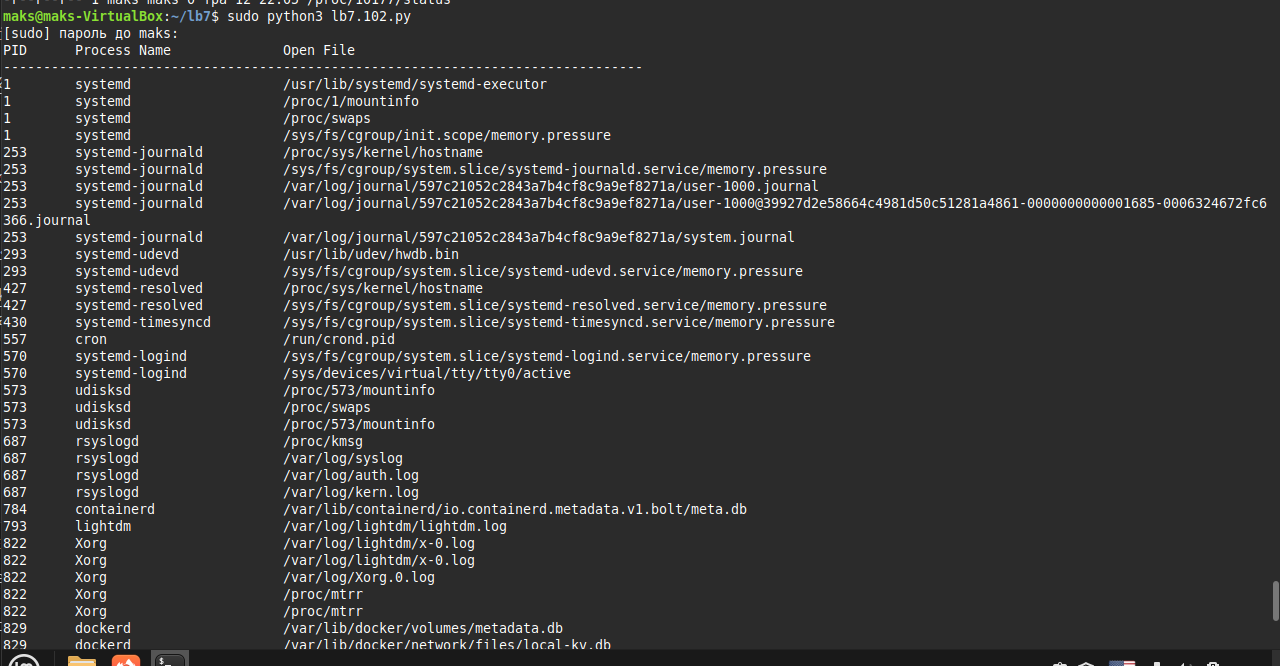 1 maks maks 0 гра 12 22:05 /proc/10177/status
maks@maks-VirtualBox:~/lb7$ sudo python3 lb7.102.py
[sudo] пароль до maks:
PID      Process Name              Open File
--------------------------------------------------------------------------------
1        systemd                   /usr/lib/systemd/systemd-executor
1        systemd                   /proc/1/mountinfo
1        systemd                   /proc/swaps
1        systemd                   /sys/fs/cgroup/init.scope/memory.pressure
253      systemd-journald          /proc/sys/kernel/hostname
253      systemd-journald          /sys/fs/cgroup/system.slice/systemd-journald.service/memory.pressure
253      systemd-journald          /var/log/journal/597c21052c2843a7b4cf8c9a9ef8271a/user-1000.journal
253      systemd-journald          /var/log/journal/597c21052c2843a7b4cf8c9a9ef8271a/user-1000@39927d2e58664c4981d50c51281a4861-0000000000001685-0006324672fc6
366.journal
253      systemd-journald          /var/log/journal/597c21052c2843a7b4cf8c9a9ef8271a/system.journal
293      systemd-udevd             /usr/lib/udev/hwdb.bin
293      systemd-udevd             /sys/fs/cgroup/system.slice/systemd-udevd.service/memory.pressure
427      systemd-resolved          /proc/sys/kernel/hostname
427      systemd-resolved          /sys/fs/cgroup/system.slice/systemd-resolved.service/memory.pressure
430      systemd-timesyncd         /sys/fs/cgroup/system.slice/systemd-timesyncd.service/memory.pressure
557      cron                      /run/crond.pid
570      systemd-logind            /sys/fs/cgroup/system.slice/systemd-logind.service/memory.pressure
570      systemd-logind            /sys/devices/virtual/tty/tty0/active
573      udisksd                   /proc/573/mountinfo
573      udisksd                   /proc/swaps
573      udisksd                   /proc/573/mountinfo
687      rsyslogd                  /proc/kmsg
687      rsyslogd                  /var/log/syslog
687      rsyslogd                  /var/log/auth.log
687      rsyslogd                  /var/log/kern.log
784      containerd                /var/lib/containerd/io.containerd.metadata.v1.bolt/meta.db
793      lightdm                   /var/log/lightdm/lightdm.log
822      Xorg                      /var/log/lightdm/x-0.log
822      Xorg                      /var/log/lightdm/x-0.log
822      Xorg                      /var/log/Xorg.0.log
822      Xorg                      /proc/mtrr
822      Xorg                      /proc/mtrr
829      dockerd                   /var/lib/docker/volumes/metadata.db
829      dockerd                   /var/lib/docker/network/files/local-kv.db